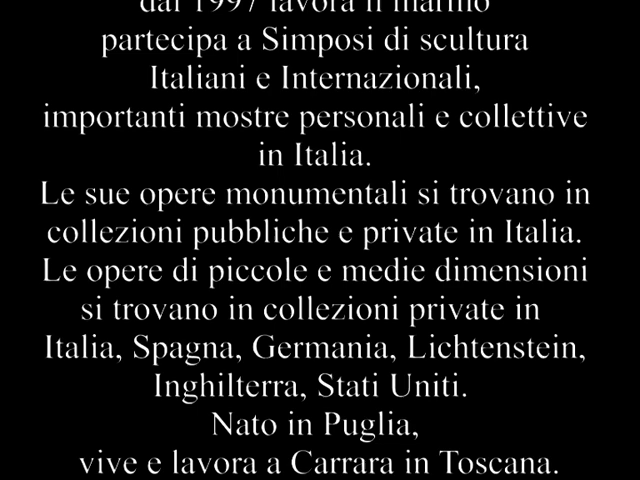 dal 1997 lavora il marmo
partecipa a Simposi di scultura
Italiani e Internazionali,
importanti mostre personali e collettive
in Italia.
Le sue opere monumentali si trovano in
collezioni pubbliche e private in Italia.
Le opere di piccole e medie dimensioni
si trovano in collezioni private in
Italia, Spagna, Germania, Lichtenstein,
Inghilterra, Stati Uniti.
Nato in Puglia,
vive e lavora a Carrara in Toscana.